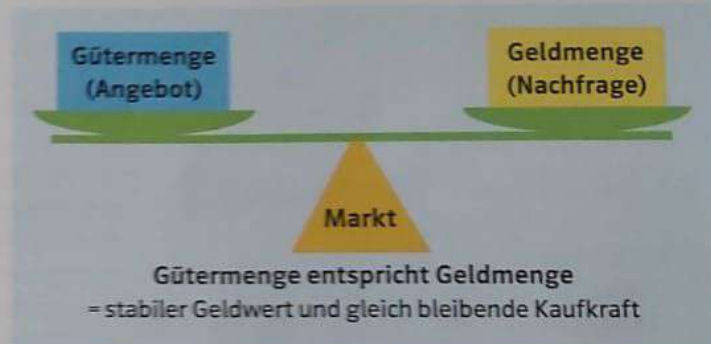 Gütermenge
(Angebot)
Geldmenge
(Nachfrage)
Markt
Gütermenge entspricht Geldmenge
= stabiler Geldwert und gleich bleibende Kaufkraft